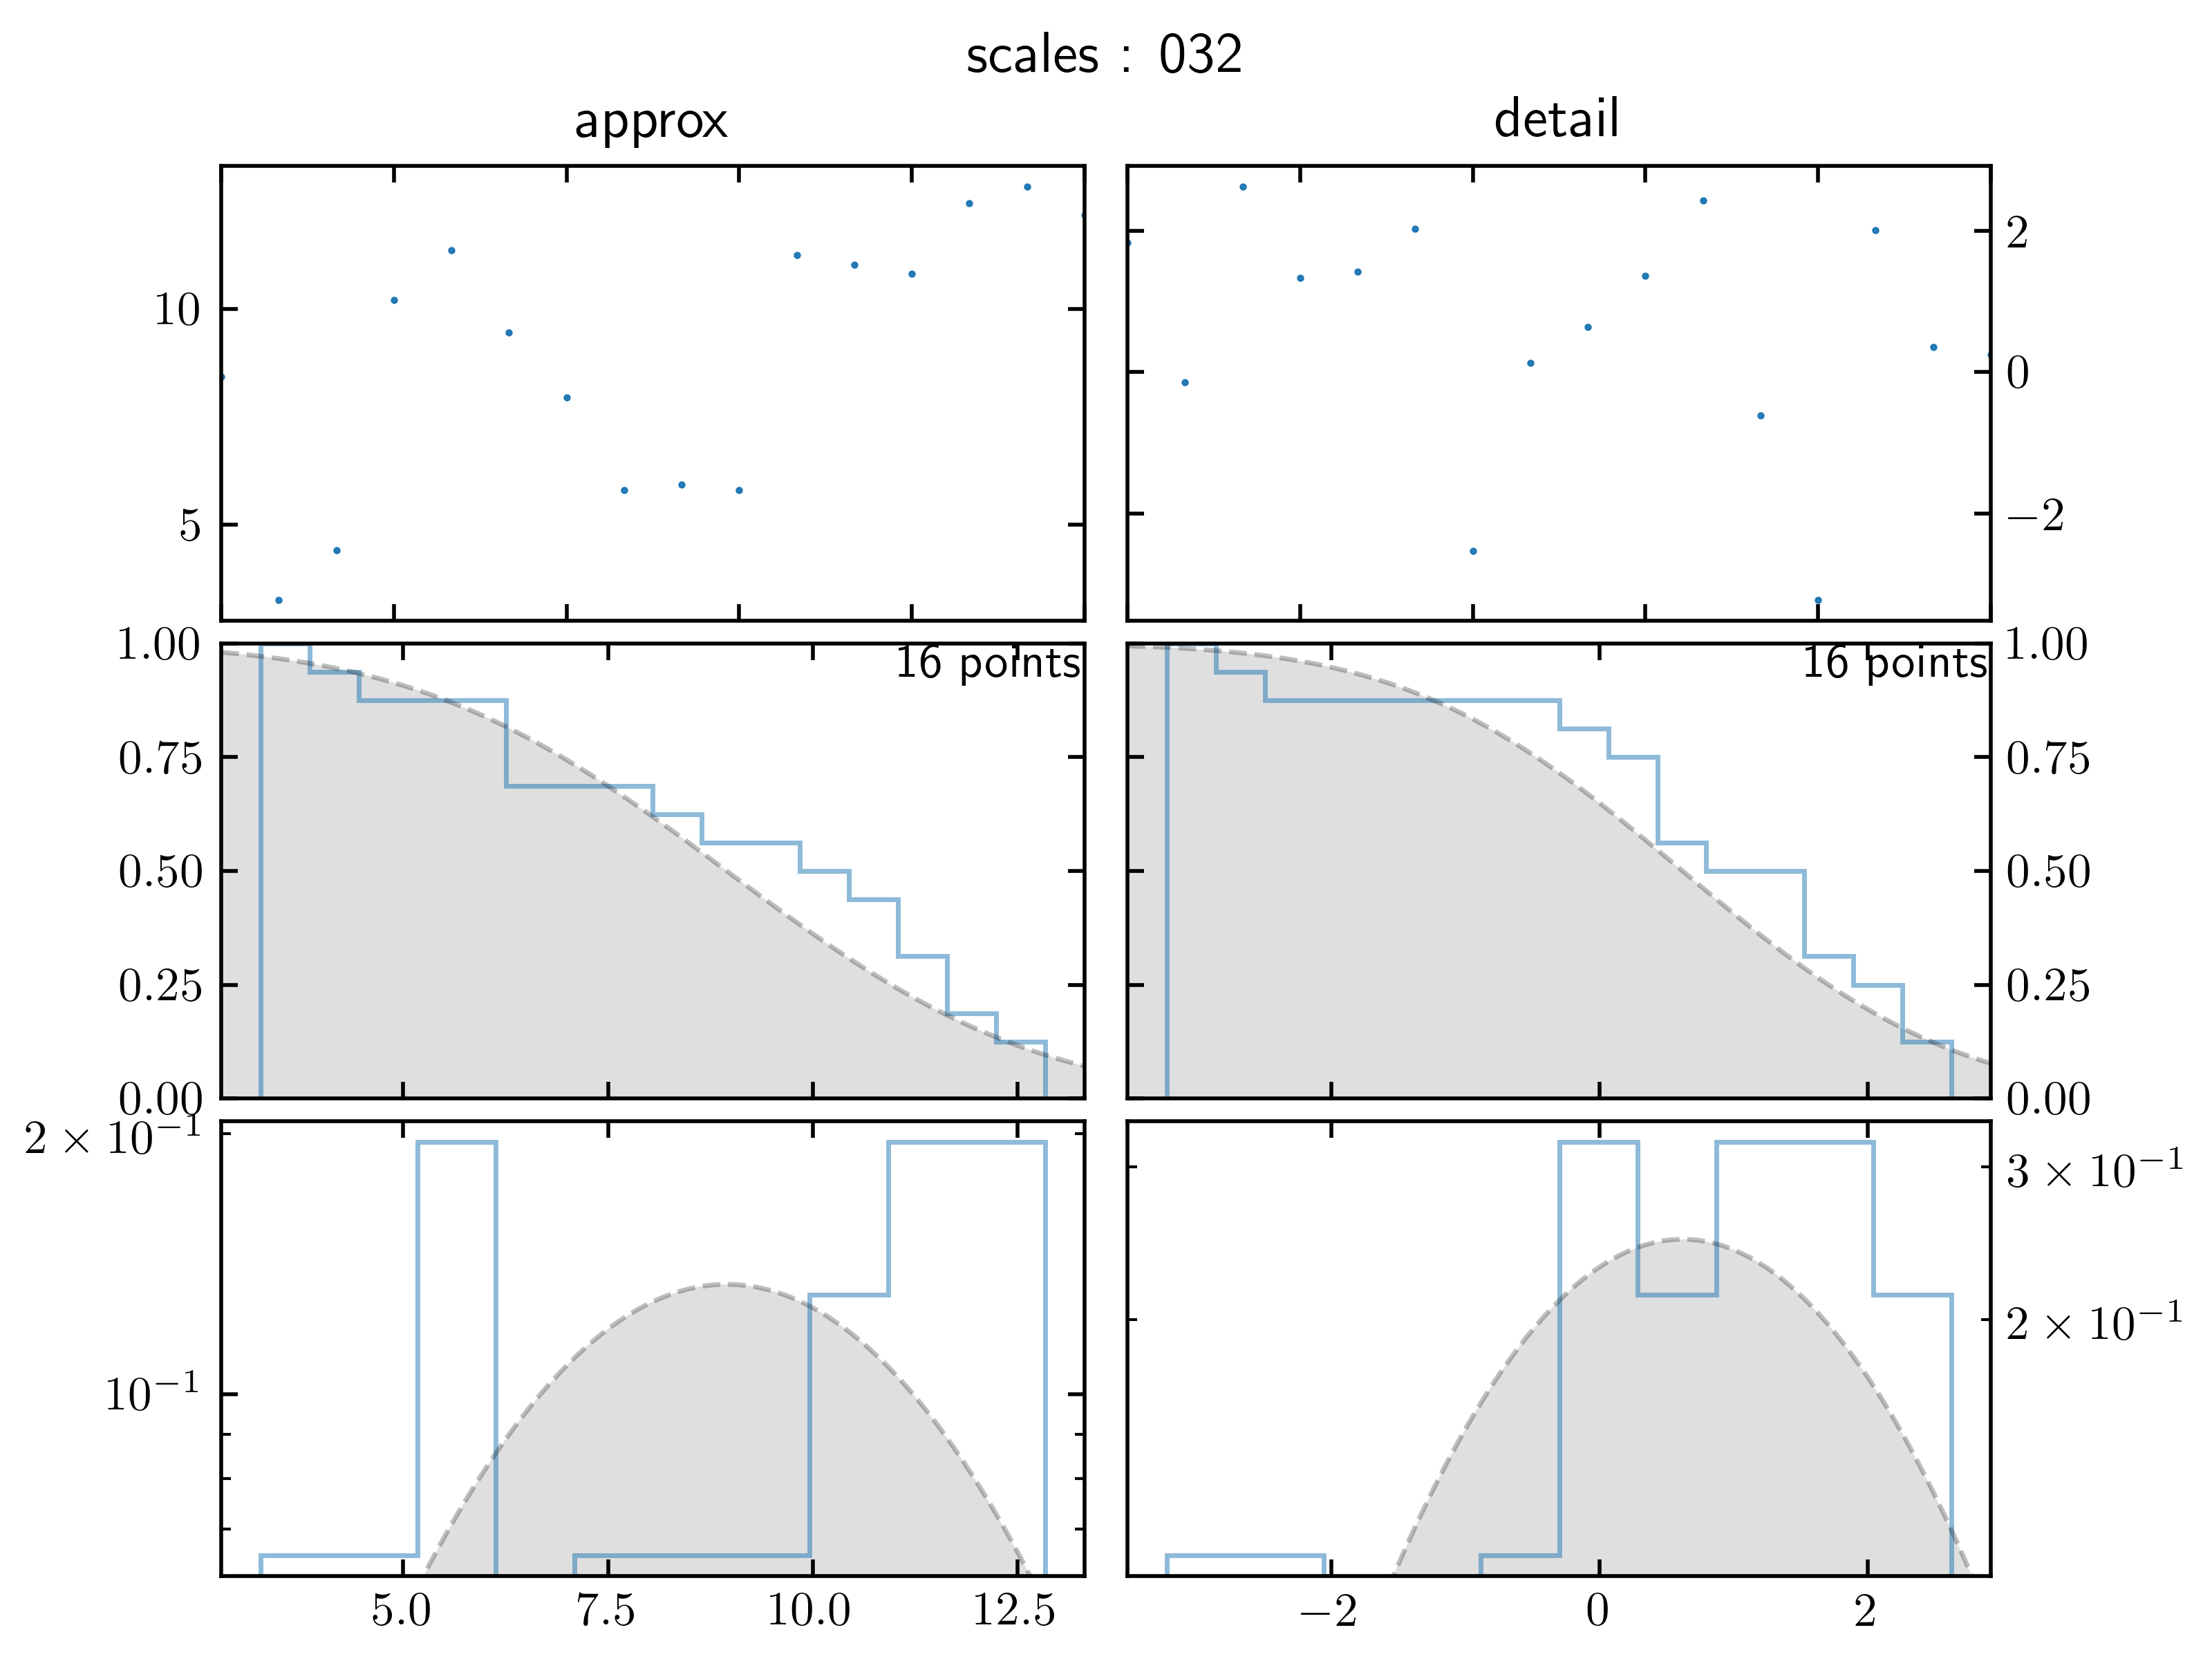 scales : 032
approx
detail
10
5
2
0
−2
16 points
16 points
1.00
0.75
0.50
0.25
0.00
1.00
0.75
0.50
0.25
0.00
2 × 10⁻¹
10⁻¹
3 × 10⁻¹
2 × 10⁻¹
5.0 7.5 10.0 12.5
−2 0 2